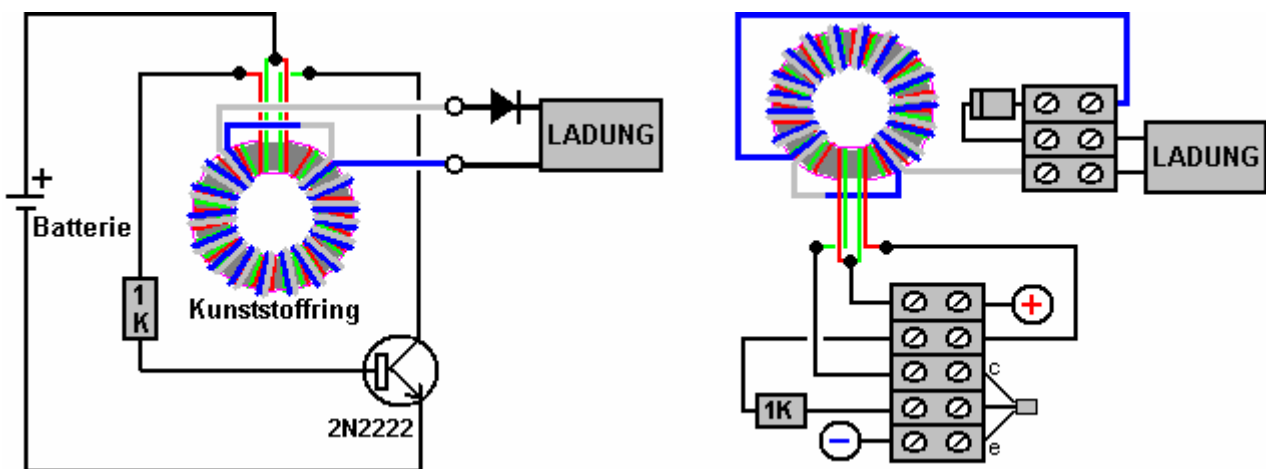 LADUNG
+
Batterie
1
K
Kunststoffring
2N2222
LADUNG
+
c
1K
−
e